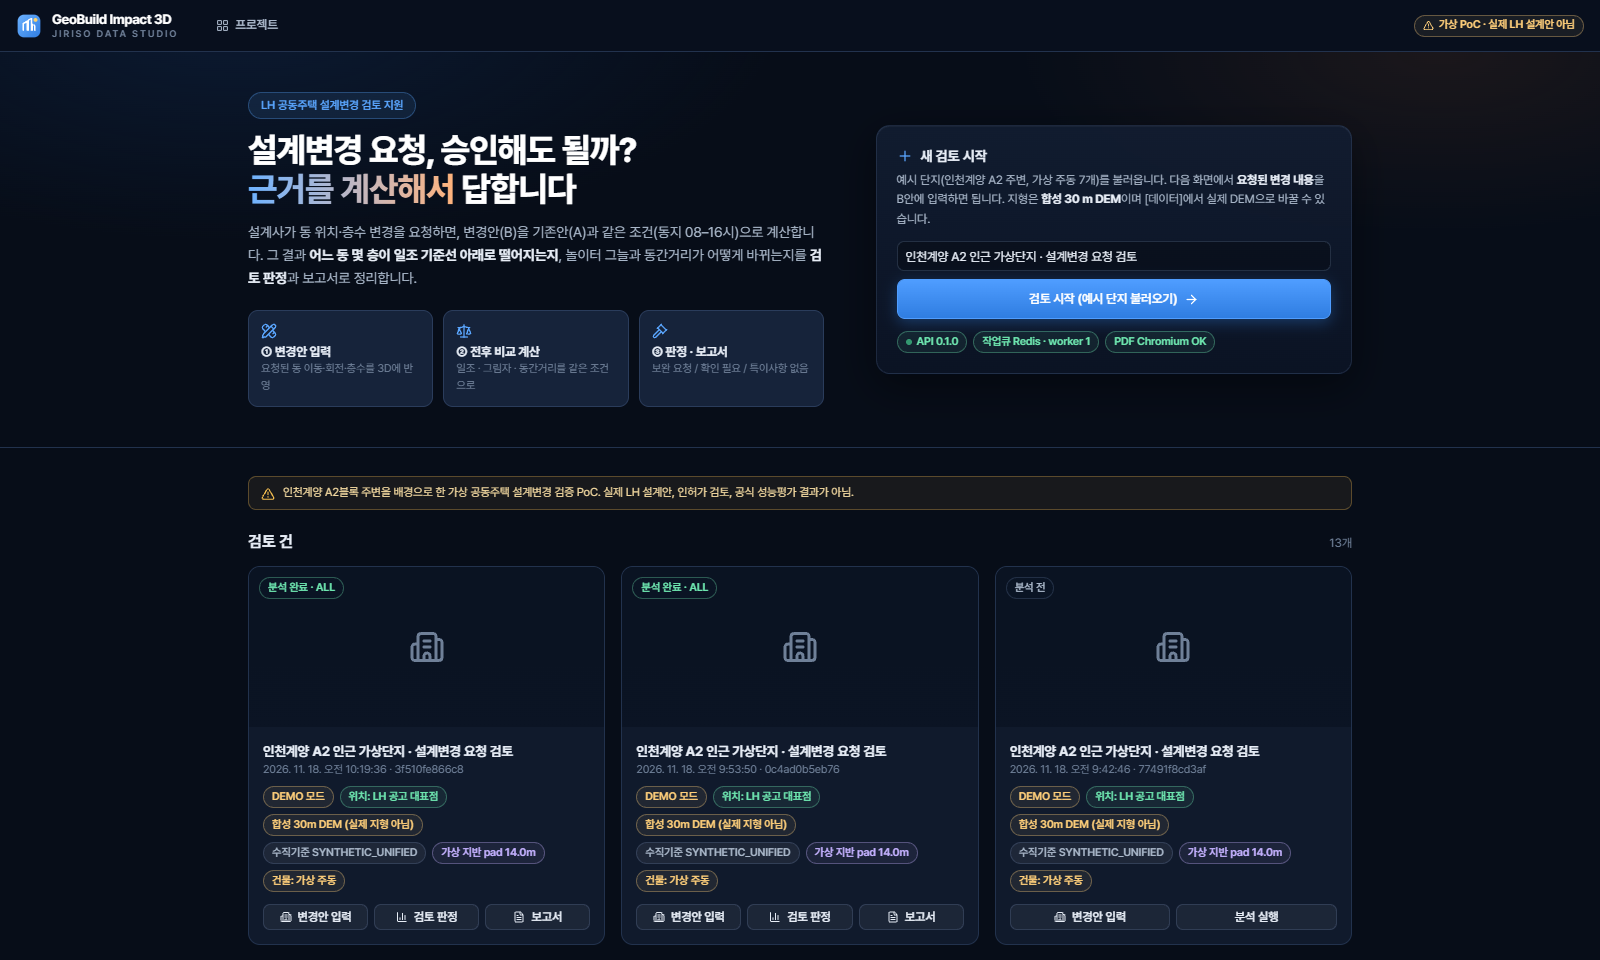 GeoBuild Impact 3D
JIRISO DATA STUDIO
프로젝트
가상 PoC · 실제 LH 설계안 아님
LH 공동주택 설계변경 검토 지원
설계변경 요청, 승인해도 될까?
근거를 계산해서 답합니다
설계사가 동 위치·층수 변경을 요청하면, 변경안(B)을 기존안(A)과 같은 조건(동지 08–16시)으로 계산합니
다. 그 결과 어느 동 몇 층이 일조 기준선 아래로 떨어지는지, 놀이터 그늘과 동간거리가 어떻게 바뀌는지를 검
토 판정과 보고서로 정리합니다.
① 변경안 입력
요청된 동 이동·회전·층수를 3D에 반
영
② 전후 비교 계산
일조 · 그림자 · 동간거리를 같은 조건
으로
③ 판정 · 보고서
보완 요청 / 확인 필요 / 특이사항 없음
새 검토 시작
예시 단지(인천계양 A2 주변, 가상 주동 7개)를 불러옵니다. 다음 화면에서 요청된 변경 내용을
B안에 입력하면 됩니다. 지형은 합성 30 m DEM이며 [데이터]에서 실제 DEM으로 바꿀 수 있
습니다.
인천계양 A2 인근 가상단지 · 설계변경 요청 검토
검토 시작 (예시 단지 불러오기) →
API 0.1.0
작업큐 Redis · worker 1
PDF Chromium OK
인천계양 A2블록 주변을 배경으로 한 가상 공동주택 설계변경 검증 PoC. 실제 LH 설계안, 인허가 검토, 공식 성능평가 결과가 아님.
검토 건
13개
분석 완료 · ALL
인천계양 A2 인근 가상단지 · 설계변경 요청 검토
2026. 11. 18. 오전 10:19:36 · 3f510fe866c8
DEMO 모드
위치: LH 공고 대표점
합성 30m DEM (실제 지형 아님)
수직기준 SYNTHETIC_UNIFIED
가상 지반 pad 14.0m
건물: 가상 주동
변경안 입력
검토 판정
보고서
분석 완료 · ALL
인천계양 A2 인근 가상단지 · 설계변경 요청 검토
2026. 11. 18. 오전 9:53:50 · 0c4ad0b5eb76
DEMO 모드
위치: LH 공고 대표점
합성 30m DEM (실제 지형 아님)
수직기준 SYNTHETIC_UNIFIED
가상 지반 pad 14.0m
건물: 가상 주동
변경안 입력
검토 판정
보고서
분석 전
인천계양 A2 인근 가상단지 · 설계변경 요청 검토
2026. 11. 18. 오전 9:42:46 · 77491f8cd3af
DEMO 모드
위치: LH 공고 대표점
합성 30m DEM (실제 지형 아님)
수직기준 SYNTHETIC_UNIFIED
가상 지반 pad 14.0m
건물: 가상 주동
변경안 입력
분석 실행